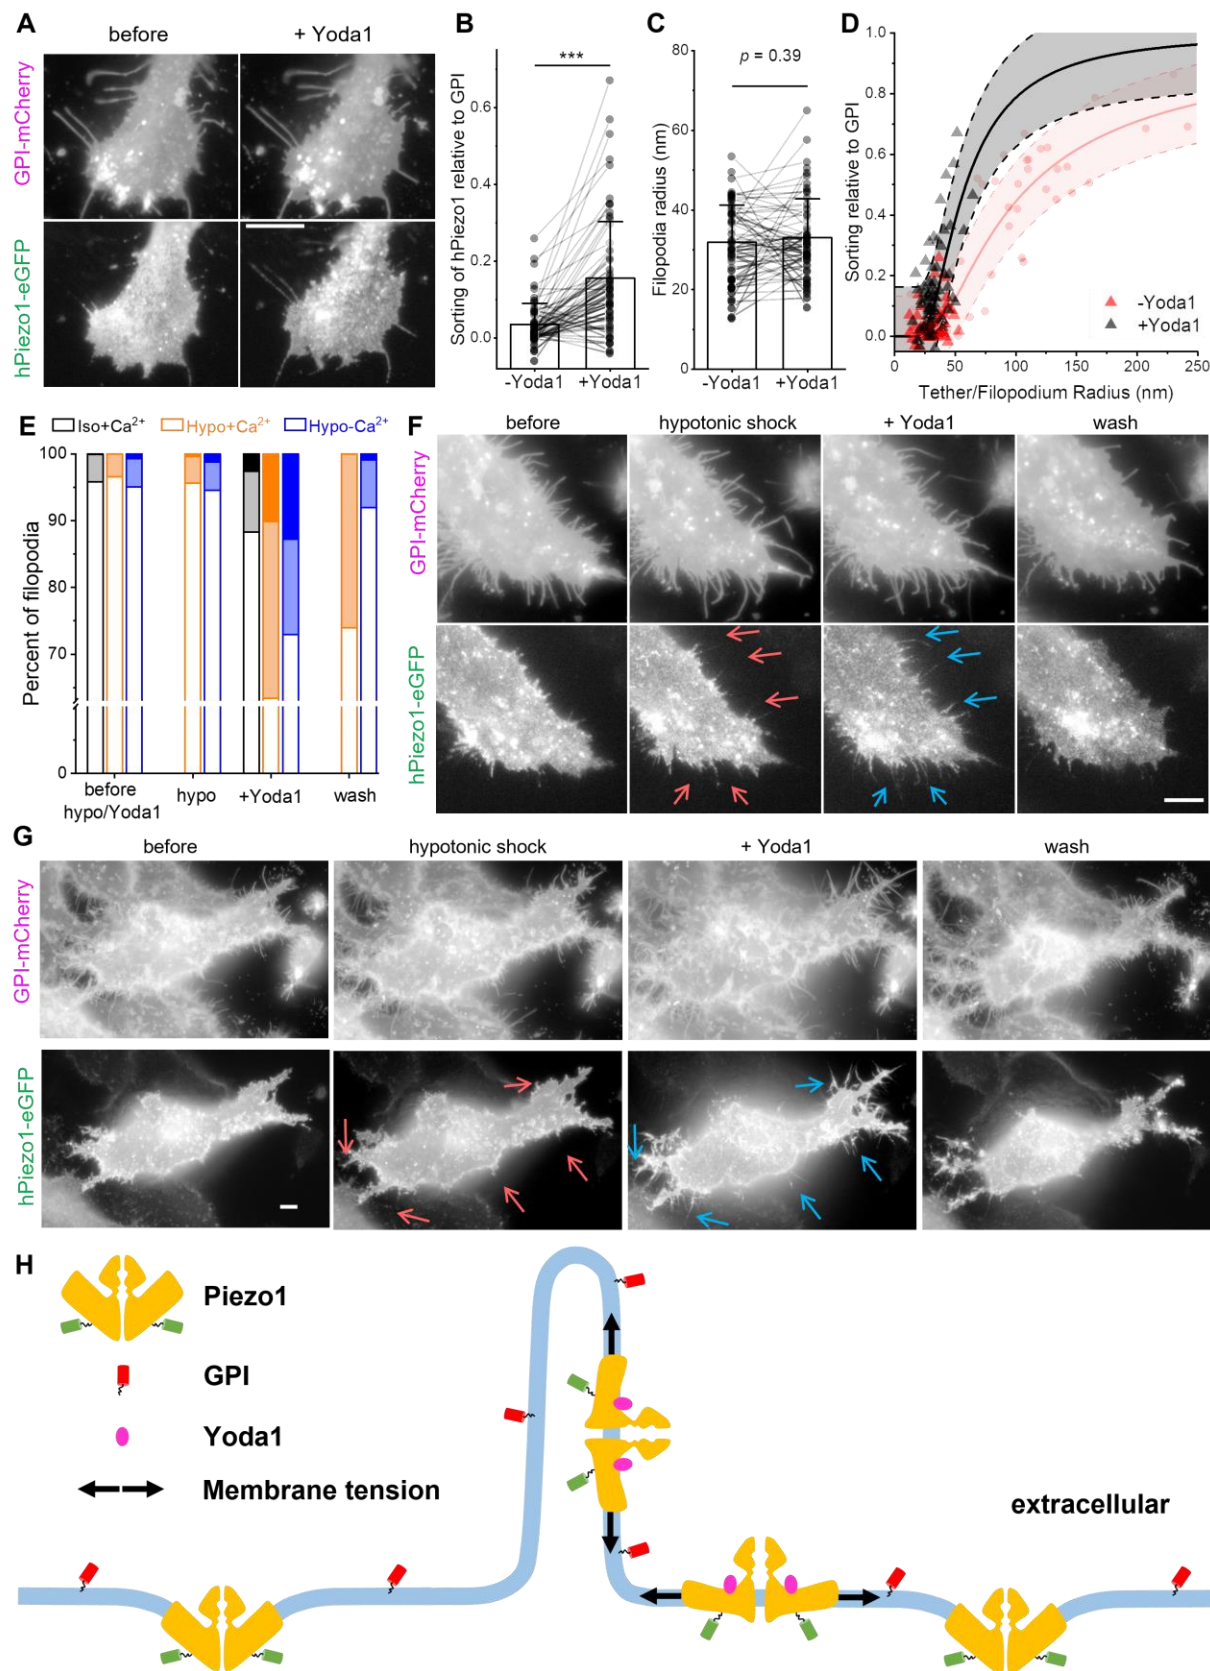 A
before
+ Yoda1
GPI-mCherry
hPiezo1-eGFP
B
Sorting of hPiezo1 relative to GPI
0.6
0.4
0.2
0.0
***
-Yoda1
+Yoda1
C
Filopodia radius (nm)
80
60
40
20
0
p = 0.39
-Yoda1
+Yoda1
D
Sorting relative to GPI
1.0
0.8
0.6
0.4
0.2
0.0
-Yoda1
+Yoda1
0 50 100 150 200 250
Tether/Filopodium Radius (nm)
E
Iso+Ca²⁺ Hypo+Ca²⁺ Hypo-Ca²⁺
Percent of filopodia
100
90
80
70
0
before hypo +Yoda1 wash
hypo/Yoda1
F
before hypotonic shock + Yoda1 wash
GPI-mCherry
hPiezo1-eGFP
G
before hypotonic shock + Yoda1 wash
GPI-mCherry
hPiezo1-eGFP
H
Piezo1
GPI
Yoda1
Membrane tension
extracellular